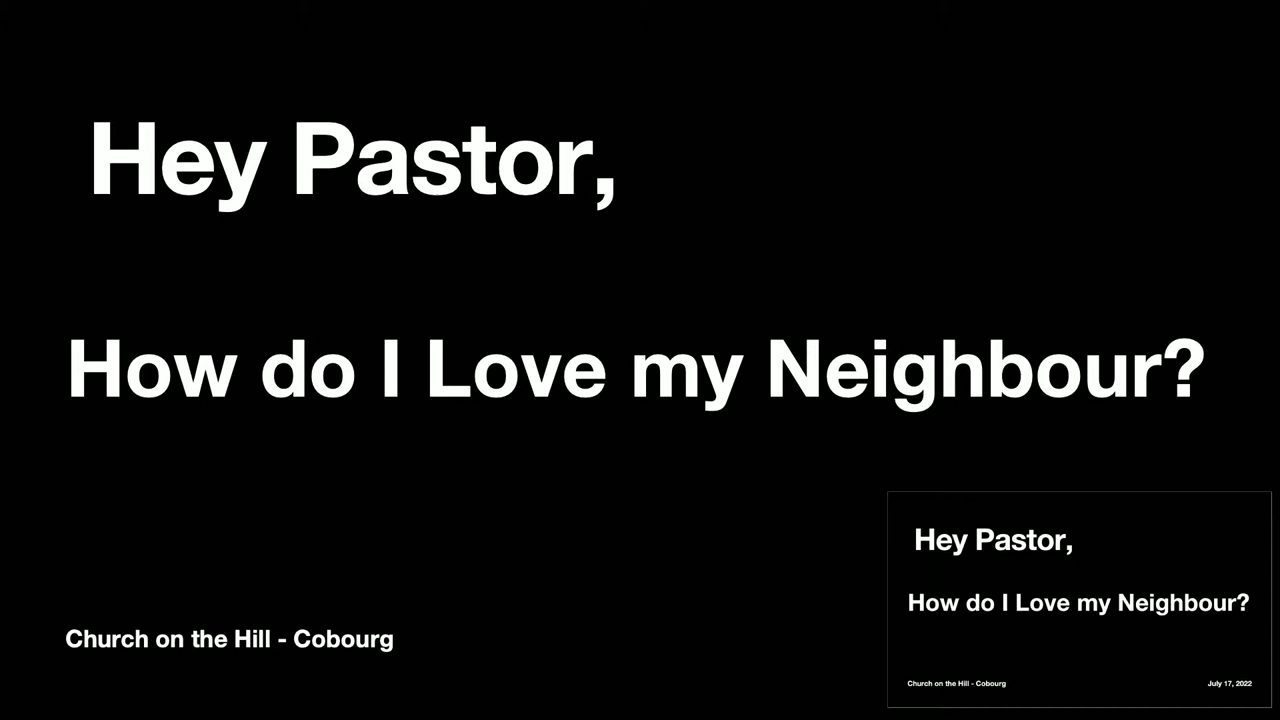 Hey Pastor,
How do I Love my Neighbour?
Church on the Hill - Cobourg
Hey Pastor,
How do I Love my Neighbour?
Church on the Hill - Cobourg
July 17, 2022